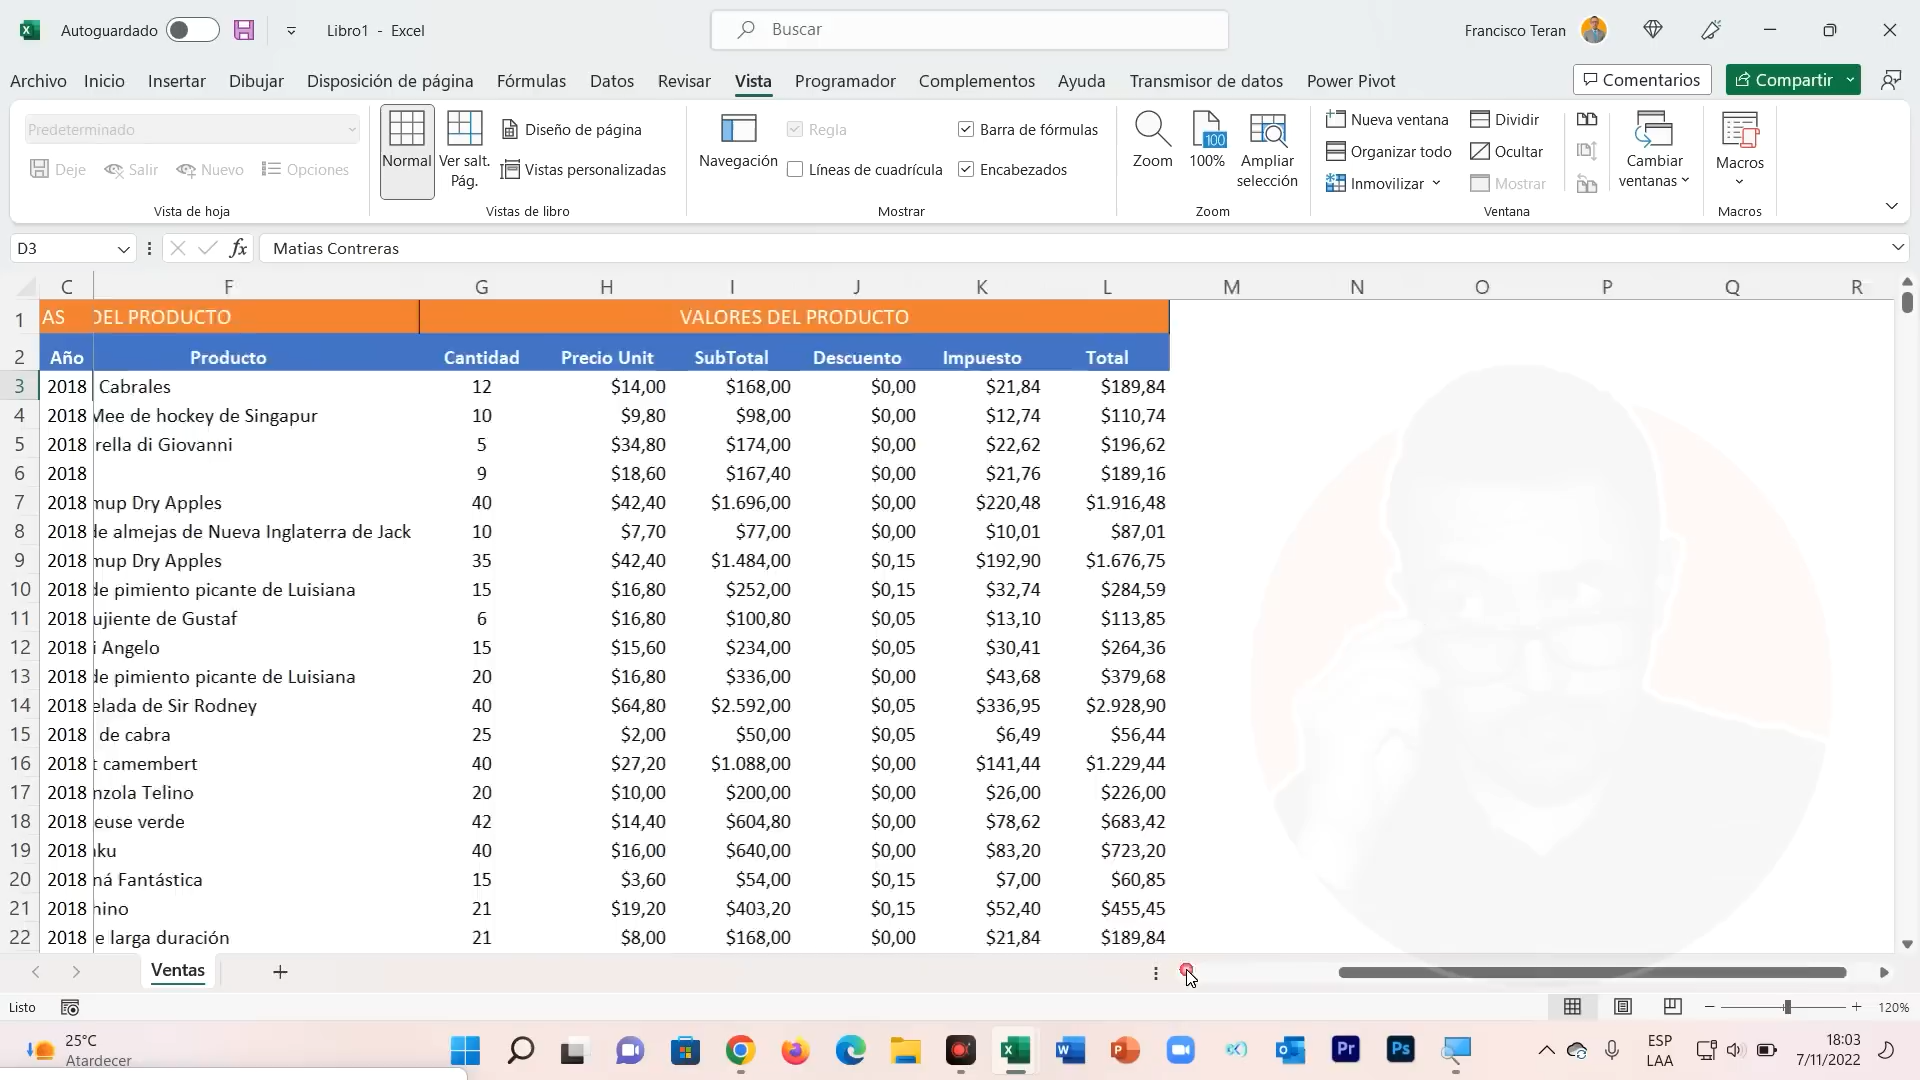 Autoguardado
Libro1 - Excel
Buscar
Francisco Teran
Archivo Inicio Insertar Dibujar Disposición de página Fórmulas Datos Revisar Vista Programador Complementos Ayuda Transmisor de datos Power Pivot
Comentarios
Compartir
Predeterminado
Deje Salir Nuevo Opciones
Vista de hoja
Normal
Ver salt. Pág.
Diseño de página
Vistas personalizadas
Vistas de libro
Navegación
Regla
Barra de fórmulas
Líneas de cuadrícula
Encabezados
Mostrar
Zoom
100
100%
Ampliar selección
Zoom
Nueva ventana
Organizar todo
Inmovilizar
Dividir
Ocultar
Mostrar
Cambiar ventanas
Ventana
Macros
Macros
D3
fx
Matias Contreras
C F G H I J K L M N O P Q R
1 AS DEL PRODUCTO VALORES DEL PRODUCTO
2 Año Producto Cantidad Precio Unit SubTotal Descuento Impuesto Total
3 2018 Cabrales 12 $14,00 $168,00 $0,00 $21,84 $189,84
4 2018 Mee de hockey de Singapur 10 $9,80 $98,00 $0,00 $12,74 $110,74
5 2018 rella di Giovanni 5 $34,80 $174,00 $0,00 $22,62 $196,62
6 2018 9 $18,60 $167,40 $0,00 $21,76 $189,16
7 2018 mup Dry Apples 40 $42,40 $1.696,00 $0,00 $220,48 $1.916,48
8 2018 de almejas de Nueva Inglaterra de Jack 10 $7,70 $77,00 $0,00 $10,01 $87,01
9 2018 mup Dry Apples 35 $42,40 $1.484,00 $0,15 $192,90 $1.676,75
10 2018 de pimiento picante de Luisiana 15 $16,80 $252,00 $0,15 $32,74 $284,59
11 2018 ujiente de Gustaf 6 $16,80 $100,80 $0,05 $13,10 $113,85
12 2018 i Angelo 15 $15,60 $234,00 $0,05 $30,41 $264,36
13 2018 de pimiento picante de Luisiana 20 $16,80 $336,00 $0,00 $43,68 $379,68
14 2018 elada de Sir Rodney 40 $64,80 $2.592,00 $0,05 $336,95 $2.928,90
15 2018 de cabra 25 $2,00 $50,00 $0,05 $6,49 $56,44
16 2018 t camembert 40 $27,20 $1.088,00 $0,00 $141,44 $1.229,44
17 2018 nzola Telino 20 $10,00 $200,00 $0,00 $26,00 $226,00
18 2018 euse verde 42 $14,40 $604,80 $0,00 $78,62 $683,42
19 2018 ku 40 $16,00 $640,00 $0,00 $83,20 $723,20
20 2018 ná Fantástica 15 $3,60 $54,00 $0,15 $7,00 $60,85
21 2018 nino 21 $19,20 $403,20 $0,15 $52,40 $455,45
22 2018 e larga duración 21 $8,00 $168,00 $0,00 $21,84 $189,84
Ventas
Listo
120%
25°C
Atardecer
Pr
Ps
ESP
LAA
18:03
7/11/2022